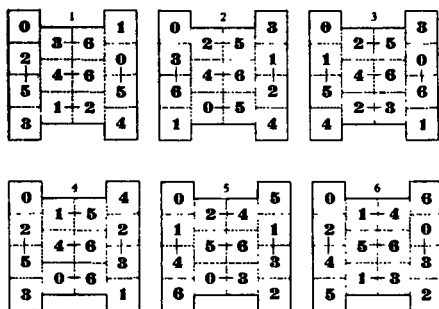 1 2 3
0 1 0 3 0 3
3 6 2 5 2 5
2 0 3 1 1 0
4 6 4 6 4 6
5 5 6 2 5 6
1 2 0 5 2 3
3 4 1 4 4 1
4 5 6
0 4 0 5 0 6
1 5 2 4 1 4
2 2 1 1 2 0
4 6 5 6 5 6
5 3 4 3 4 3
0 6 0 3 1 3
3 1 6 2 5 2